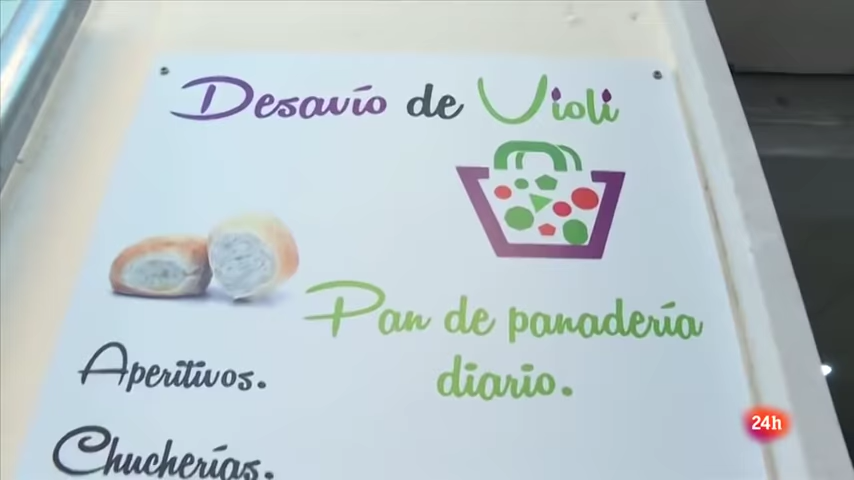 Desavío de Violi
Pan de panadería
diario.
Aperitivos.
Chucherías.
24h